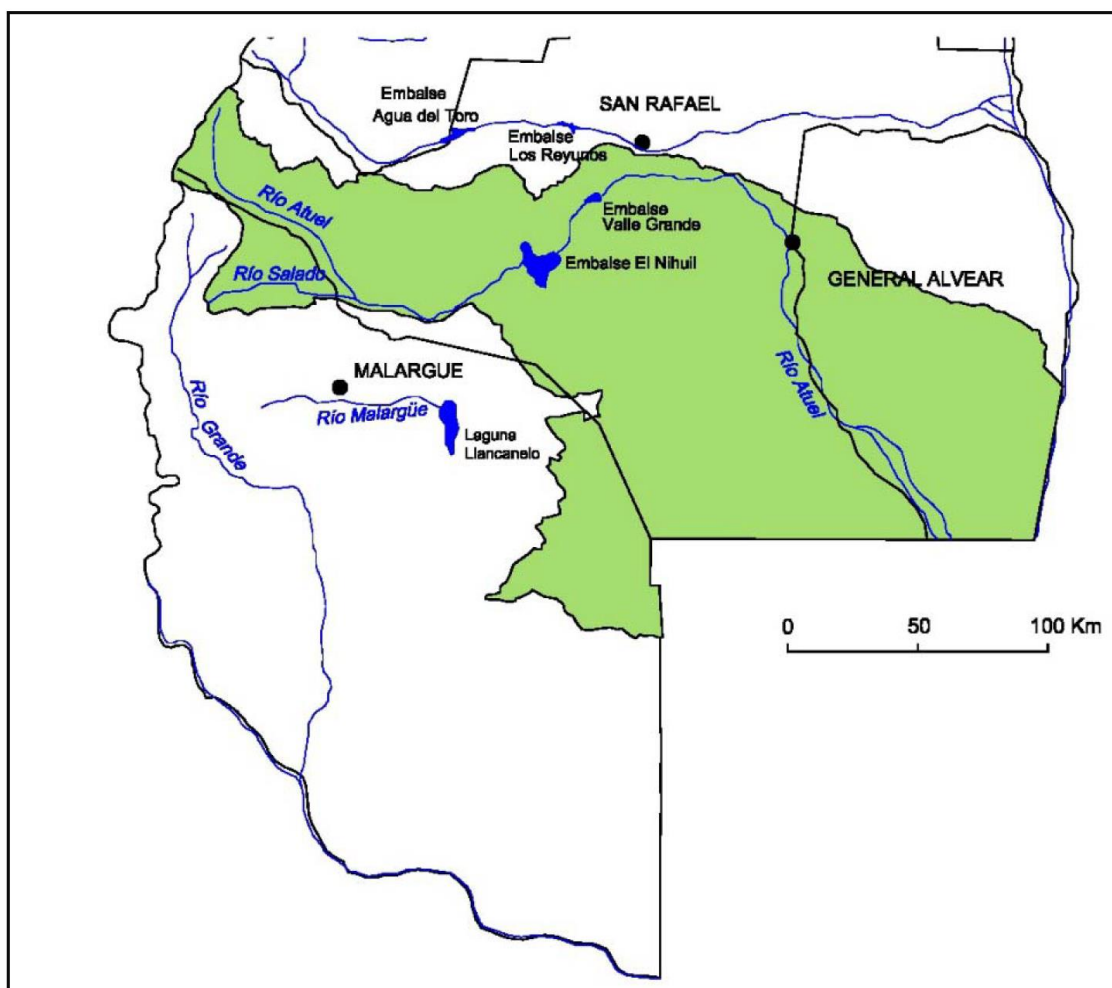 Embalse
Agua del Toro
SAN RAFAEL
Embalse
Los Reyunos
Río Atuel
Embalse
Valle Grande
Río Salado
Embalse El Nihuil
GENERAL ALVEAR
MALARGUE
Río Grande
Río Malargüe
Río Atuel
Laguna
Llancanelo
0 50 100 Km